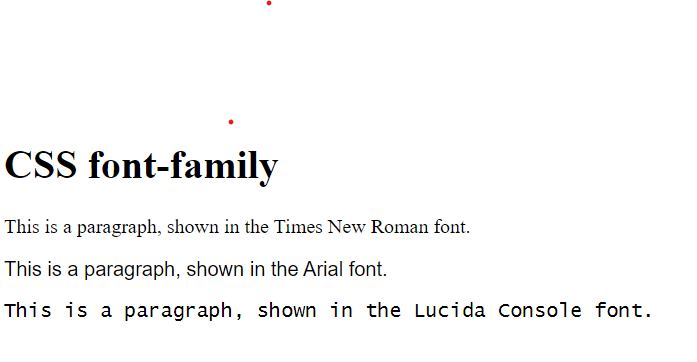 CSS font-family
This is a paragraph, shown in the Times New Roman font.
This is a paragraph, shown in the Arial font.
This is a paragraph, shown in the Lucida Console font.